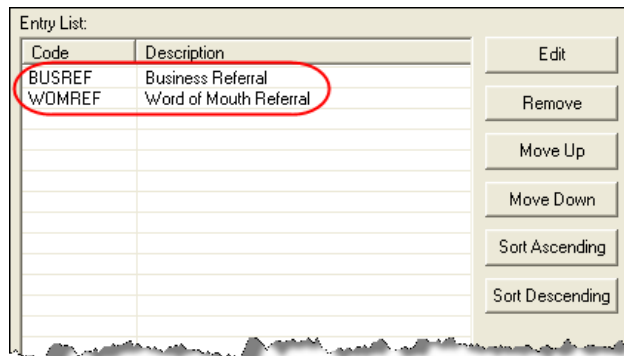 Entry List:
Code Description
BUSREF Business Referral
WOMREF Word of Mouth Referral
Edit
Remove
Move Up
Move Down
Sort Ascending
Sort Descending